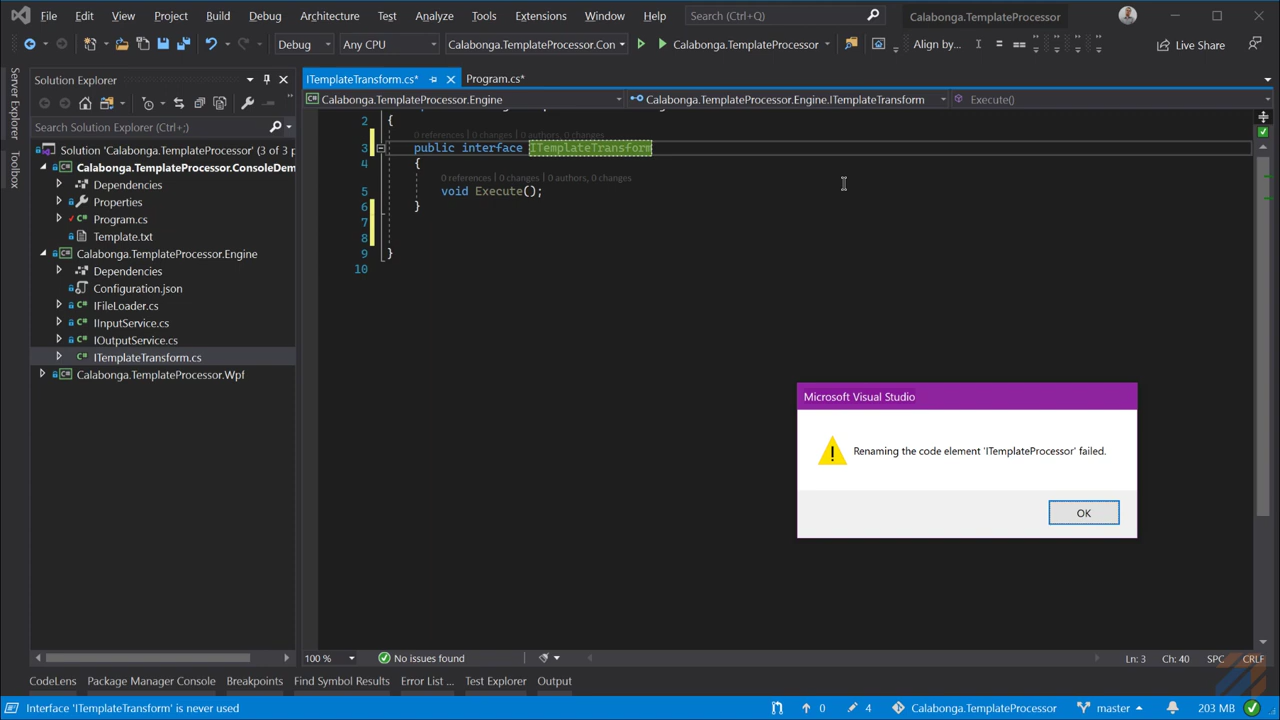 File Edit View Project Build Debug Architecture Test Analyze Tools Extensions Window Help Search (Ctrl+Q) Calabonga.TemplateProcessor
Debug Any CPU Calabonga.TemplateProcessor.Con Calabonga.TemplateProcessor Align by... Live Share
Server Explorer
Toolbox
Solution Explorer
Search Solution Explorer (Ctrl+;)
Solution 'Calabonga.TemplateProcessor' (3 of 3 p
Calabonga.TemplateProcessor.ConsoleDem
Dependencies
Properties
Program.cs
Template.txt
Calabonga.TemplateProcessor.Engine
Dependencies
Configuration.json
IFileLoader.cs
IInputService.cs
IOutputService.cs
ITemplateTransform.cs
Calabonga.TemplateProcessor.Wpf
ITemplateTransform.cs* Program.cs*
Calabonga.TemplateProcessor.Engine Calabonga.TemplateProcessor.Engine.ITemplateTransform Execute()
2 {
0 references | 0 changes | 0 authors, 0 changes
3 public interface ITemplateTransform
4 {
0 references | 0 changes | 0 authors, 0 changes
5 void Execute();
6 }
7
8
9 }
10
Microsoft Visual Studio
Renaming the code element 'ITemplateProcessor' failed.
OK
100 % No issues found Ln: 3 Ch: 40 SPC CRLF
CodeLens Package Manager Console Breakpoints Find Symbol Results Error List ... Test Explorer Output
Interface 'ITemplateTransform' is never used 0 4 Calabonga.TemplateProcessor master 203 MB